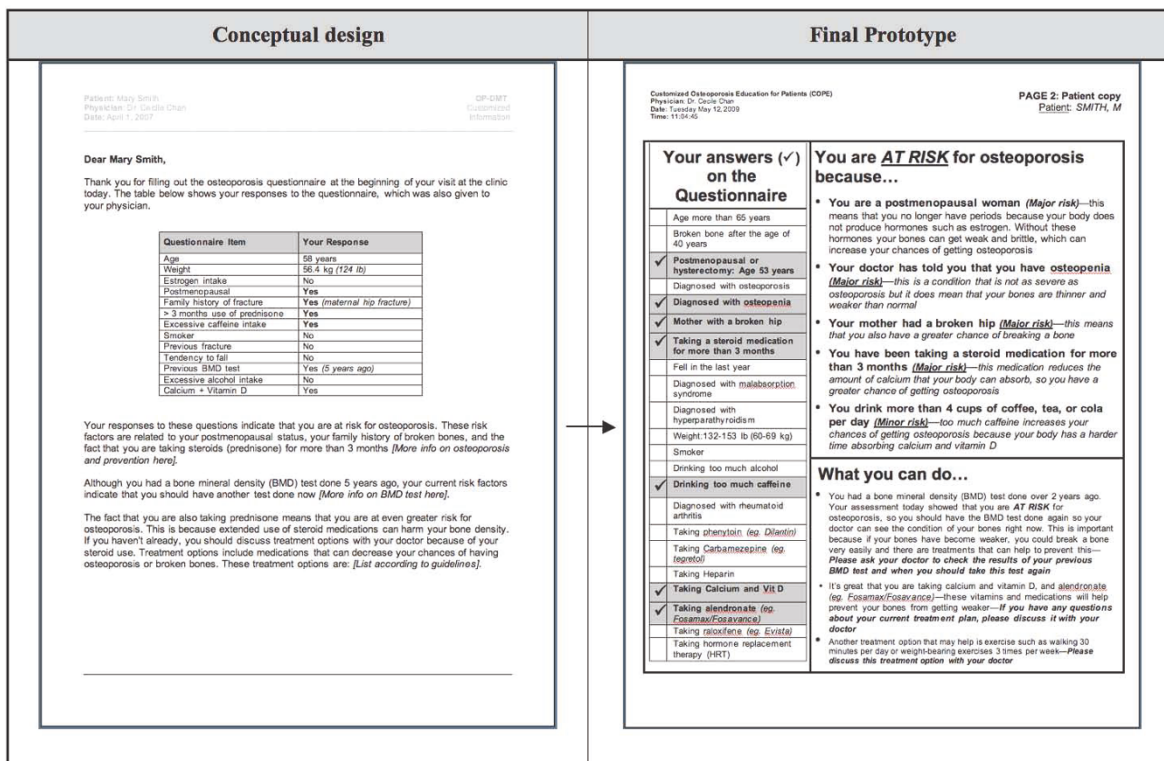 Conceptual design
Final Prototype
Patient: Mary Smith
Physician: Dr. Cecile Chan
Date: April 1, 2007
OP-DMT
Customized
Information
Dear Mary Smith,
Thank you for filling out the osteoporosis questionnaire at the beginning of your visit at the clinic
today. The table below shows your responses to the questionnaire, which was also given to
your physician.
Questionnaire Item Your Response
Age 58 years
Weight 56.4 kg (124 lb)
Estrogen intake No
Postmenopausal Yes
Family history of fracture Yes (maternal hip fracture)
> 3 months use of prednisone Yes
Excessive caffeine intake Yes
Smoker No
Previous fracture No
Tendency to fall No
Previous BMD test Yes (5 years ago)
Excessive alcohol intake No
Calcium + Vitamin D Yes
Your responses to these questions indicate that you are at risk for osteoporosis. These risk
factors are related to your postmenopausal status, your family history of broken bones, and the
fact that you are taking steroids (prednisone) for more than 3 months [More info on osteoporosis
and prevention here].
Although you had a bone mineral density (BMD) test done 5 years ago, your current risk factors
indicate that you should have another test done now [More info on BMD test here].
The fact that you are also taking prednisone means that you are at even greater risk for
osteoporosis. This is because extended use of steroid medications can harm your bone density.
If you haven't already, you should discuss treatment options with your doctor because of your
steroid use. Treatment options include medications that can decrease your chances of having
osteoporosis or broken bones. These treatment options are: [List according to guidelines].
Customized Osteoporosis Education for Patients (COPE)
Physician: Dr. Cecile Chan
Date: Tuesday May 12, 2009
Time: 11:04:45
PAGE 2: Patient copy
Patient: SMITH, M
Your answers (✓)
on the
Questionnaire
Age more than 65 years
Broken bone after the age of
40 years
✓ Postmenopausal or
hysterectomy: Age 53 years
Diagnosed with osteoporosis
✓ Diagnosed with osteopenia
✓ Mother with a broken hip
✓ Taking a steroid medication
for more than 3 months
Fell in the last year
Diagnosed with malabsorption
syndrome
Diagnosed with
hyperparathyroidism
Weight:132-153 lb (60-69 kg)
Smoker
Drinking too much alcohol
✓ Drinking too much caffeine
Diagnosed with rheumatoid
arthritis
Taking phenytoin (eg. Dilantin)
Taking Carbamezepine (eg.
tegretol)
Taking Heparin
✓ Taking Calcium and Vit D
✓ Taking alendronate (eg.
Fosamax/Fosavance)
Taking raloxifene (eg. Evista)
Taking hormone replacement
therapy (HRT)
You are AT RISK for osteoporosis
because…
• You are a postmenopausal woman (Major risk)—this
means that you no longer have periods because your body does
not produce hormones such as estrogen. Without these
hormones your bones can get weak and brittle, which can
increase your chances of getting osteoporosis
• Your doctor has told you that you have osteopenia
(Major risk)—this is a condition that is not as severe as
osteoporosis but it does mean that your bones are thinner and
weaker than normal
• Your mother had a broken hip (Major risk)—this means
that you also have a greater chance of breaking a bone
• You have been taking a steroid medication for more
than 3 months (Major risk)—this medication reduces the
amount of calcium that your body can absorb, so you have a
greater chance of getting osteoporosis
• You drink more than 4 cups of coffee, tea, or cola
per day (Minor risk)—too much caffeine increases your
chances of getting osteoporosis because your body has a harder
time absorbing calcium and vitamin D
What you can do…
• You had a bone mineral density (BMD) test done over 2 years ago.
Your assessment today showed that you are AT RISK for
osteoporosis, so you should have the BMD test done again so your
doctor can see the condition of your bones right now. This is important
because if your bones have become weaker, you could break a bone
very easily and there are treatments that can help to prevent this—
Please ask your doctor to check the results of your previous
BMD test and when you should take this test again
• It's great that you are taking calcium and vitamin D, and alendronate
(eg. Fosamax/Fosavance)—these vitamins and medications will help
prevent your bones from getting weaker—If you have any questions
about your current treatment plan, please discuss it with your
doctor
• Another treatment option that may help is exercise such as walking 30
minutes per day or weight-bearing exercises 3 times per week—Please
discuss this treatment option with your doctor